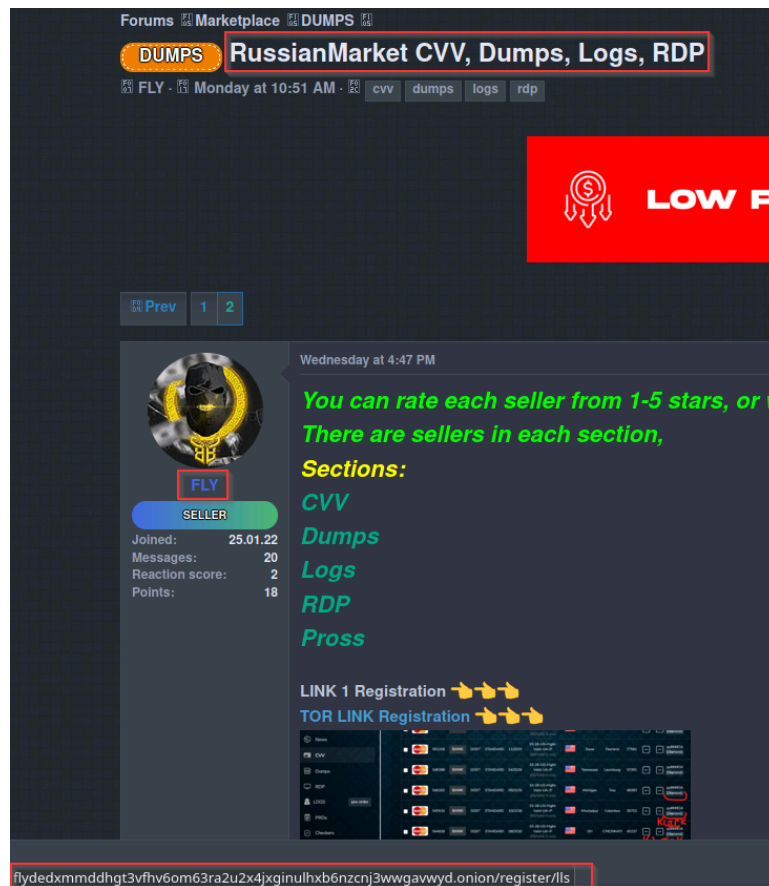 Forums Marketplace DUMPS
DUMPS RussianMarket CVV, Dumps, Logs, RDP
FLY · Monday at 10:51 AM · cvv dumps logs rdp
LOW F
Prev 1 2
Wednesday at 4:47 PM
You can rate each seller from 1-5 stars, or
There are sellers in each section,
Sections:
CVV
Dumps
Logs
RDP
Pross
FLY
SELLER
Joined: 25.01.22
Messages: 20
Reaction score: 2
Points: 18
LINK 1 Registration 👈👈👈
TOR LINK Registration 👈👈👈
News
CVV
Dumps
RDP
LOGS pre-order
PROs
Checkers
flydedxmmddhgt3vfhv6om63ra2u2x4jxginulhxb6nzcnj3wwgavwyd.onion/register/lls